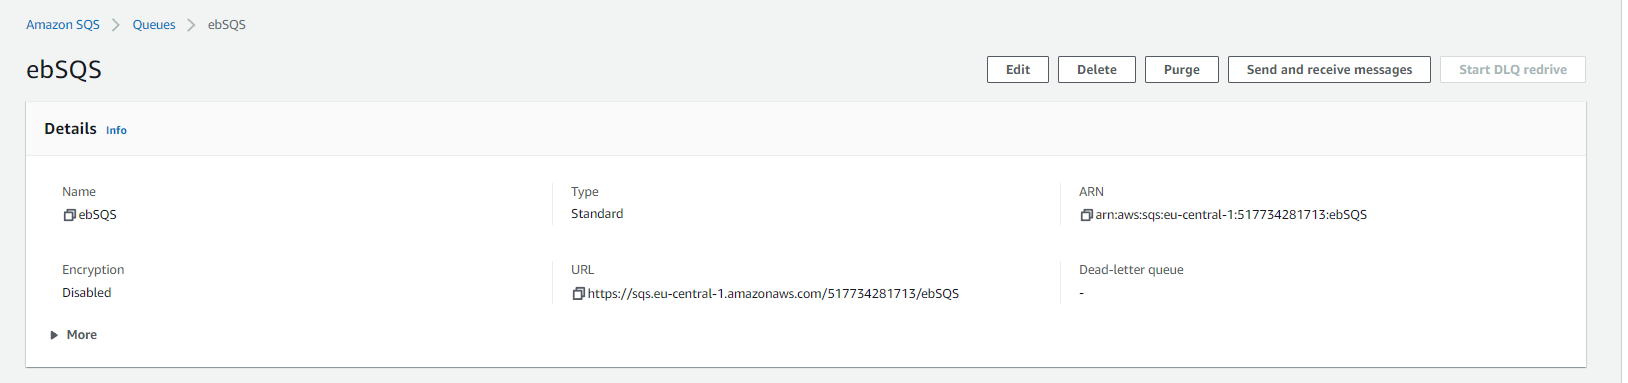 Amazon SQS > Queues > ebSQS
ebSQS
Edit Delete Purge Send and receive messages Start DLQ redrive
Details Info
Name Type ARN
ebSQS Standard arn:aws:sqs:eu-central-1:517734281713:ebSQS
Encryption URL Dead-letter queue
Disabled https://sqs.eu-central-1.amazonaws.com/517734281713/ebSQS -
More